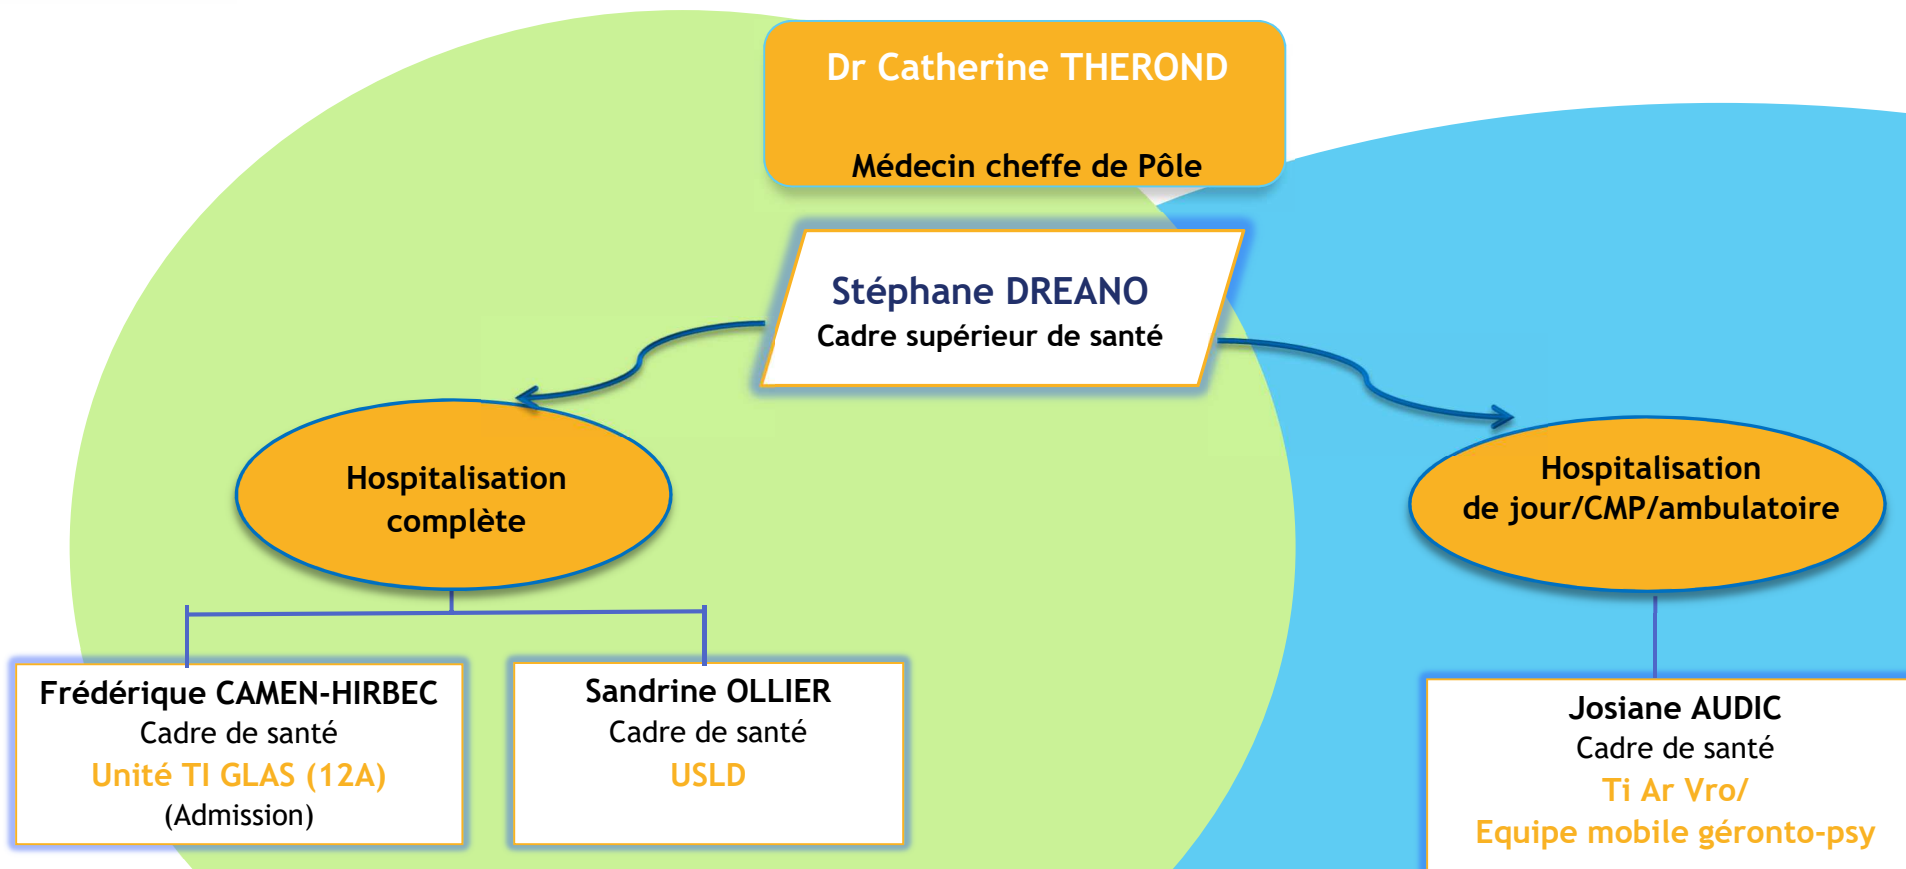 Dr Catherine THEROND
Médecin cheffe de Pôle
Stéphane DREANO
Cadre supérieur de santé
Hospitalisation
complète
Hospitalisation
de jour/CMP/ambulatoire
Frédérique CAMEN-HIRBEC
Cadre de santé
Unité TI GLAS (12A)
(Admission)
Sandrine OLLIER
Cadre de santé
USLD
Josiane AUDIC
Cadre de santé
Ti Ar Vro/
Equipe mobile géronto-psy